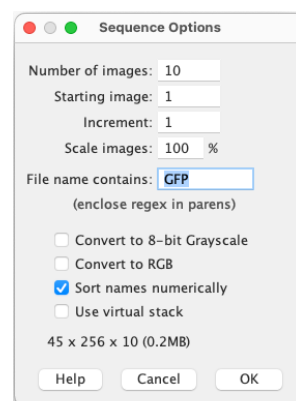 Sequence Options
Number of images: 10
Starting image: 1
Increment: 1
Scale images: 100 %
File name contains: GFP
(enclose regex in parens)
Convert to 8-bit Grayscale
Convert to RGB
Sort names numerically
Use virtual stack
45 x 256 x 10 (0.2MB)
Help Cancel OK